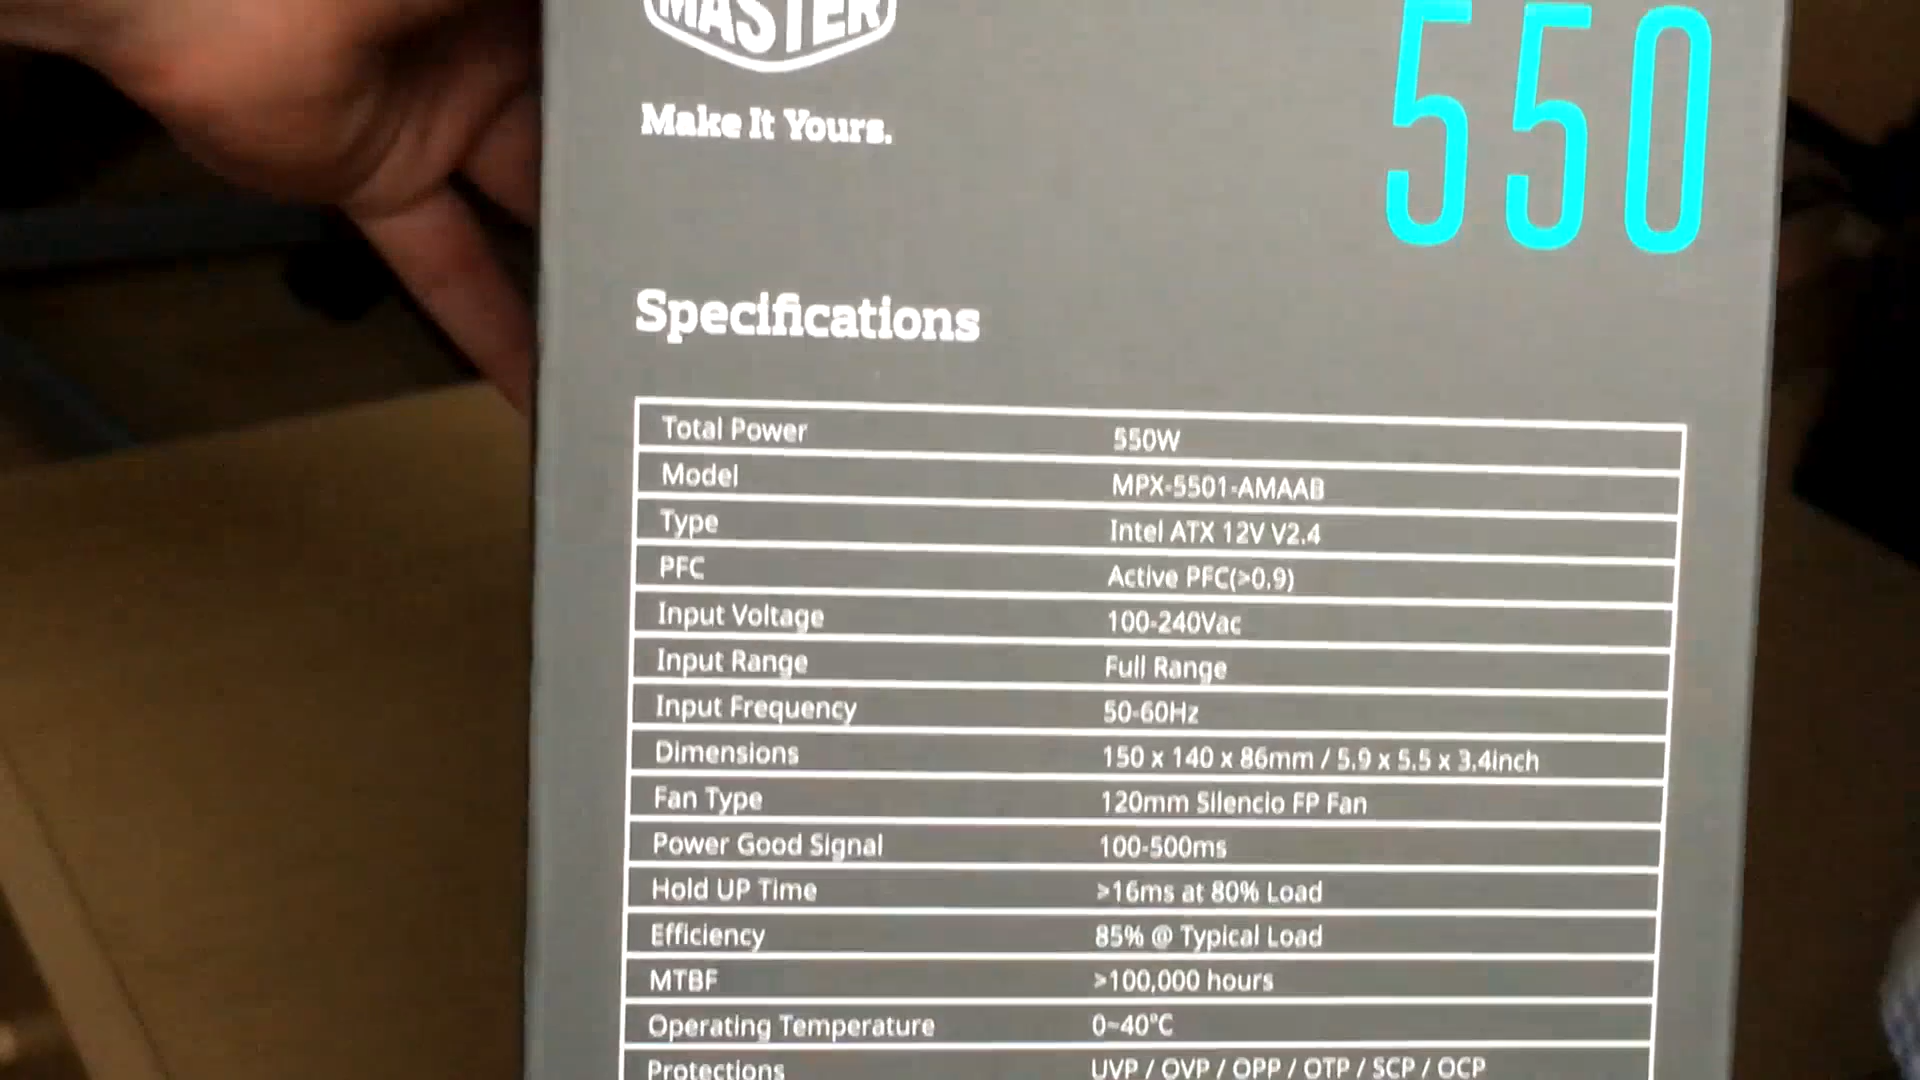 MASTER
Make It Yours.
550
Specifications
Total Power 550W
Model MPX-5501-AMAAB
Type Intel ATX 12V V2.4
PFC Active PFC(>0.9)
Input Voltage 100-240Vac
Input Range Full Range
Input Frequency 50-60Hz
Dimensions 150 x 140 x 86mm / 5.9 x 5.5 x 3.4inch
Fan Type 120mm Silencio FP Fan
Power Good Signal 100-500ms
Hold UP Time >16ms at 80% Load
Efficiency 85% @ Typical Load
MTBF >100,000 hours
Operating Temperature 0~40°C
Protections UVP / OVP / OPP / OTP / SCP / OCP